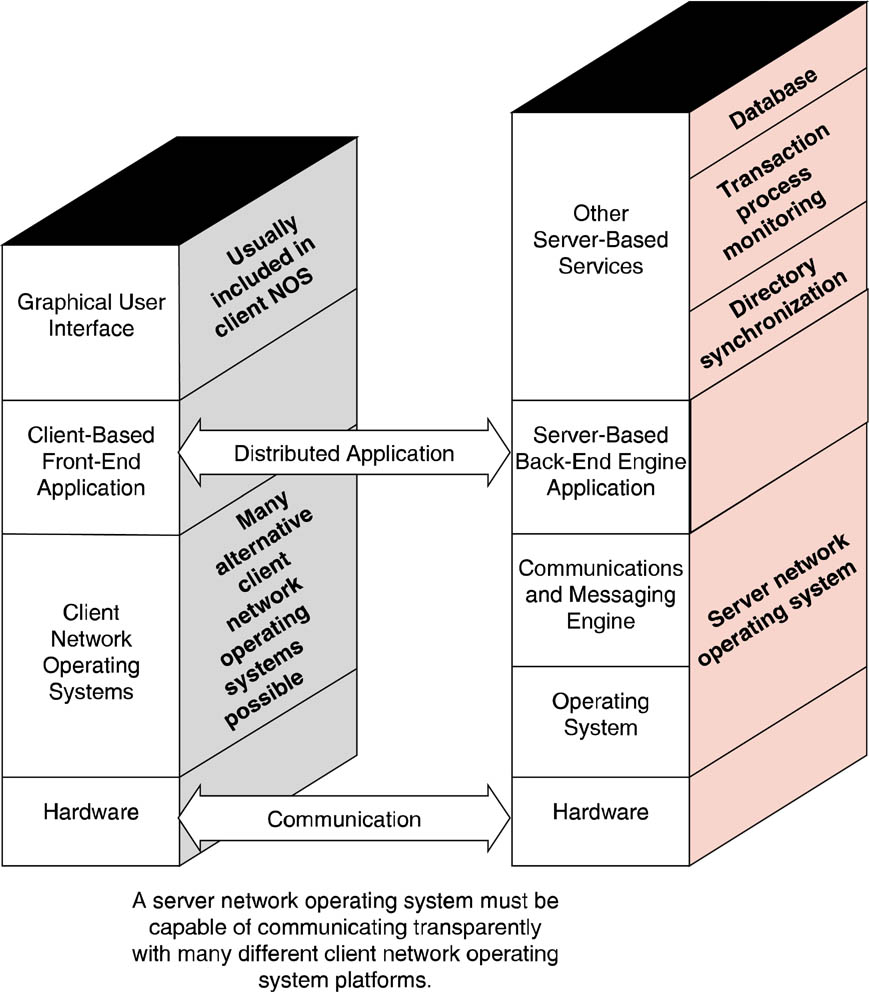 Graphical User
Interface
Usually
included in
client NOS
Client-Based
Front-End
Application
Client
Network
Operating
Systems
Many
alternative
client
network
operating
systems
possible
Hardware
Distributed Application
Communication
Other
Server-Based
Services
Database
Transaction
process
monitoring
Directory
synchronization
Server-Based
Back-End Engine
Application
Communications
and Messaging
Engine
Operating
System
Server network
operating system
Hardware
A server network operating system must be
capable of communicating transparently
with many different client network operating
system platforms.